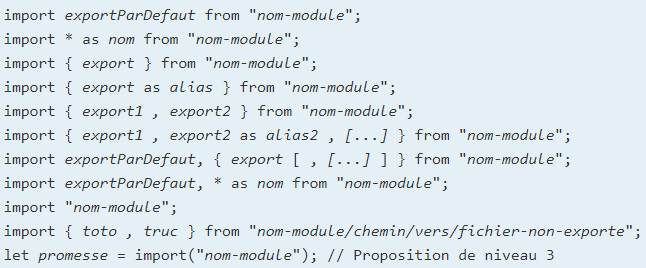 import exportParDefaut from "nom-module";
import * as nom from "nom-module";
import { export } from "nom-module";
import { export as alias } from "nom-module";
import { export1 , export2 } from "nom-module";
import { export1 , export2 as alias2 , [...] } from "nom-module";
import exportParDefaut, { export [ , [...] ] } from "nom-module";
import exportParDefaut, * as nom from "nom-module";
import "nom-module";
import { toto , truc } from "nom-module/chemin/vers/fichier-non-exporte";
let promesse = import("nom-module"); // Proposition de niveau 3